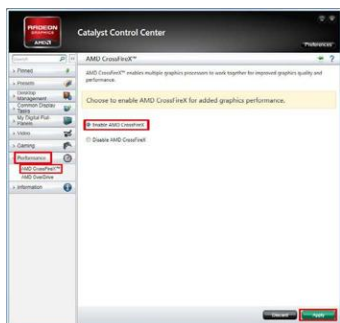 RADEON
GRAPHICS
AMD
Catalyst Control Center
Preferences
Search
AMD CrossFireX™
?
Pinned
Presets
Desktop
Management
Common Display
Tasks
My Digital Flat-
Panels
Video
Gaming
Performance
AMD CrossFireX™
AMD OverDrive
Information
AMD CrossFireX™ enables multiple graphics processors to work together for improved graphics quality and
performance.
Choose to enable AMD CrossFireX for added graphics performance.
Enable AMD CrossFireX
Disable AMD CrossFireX
Discard
Apply